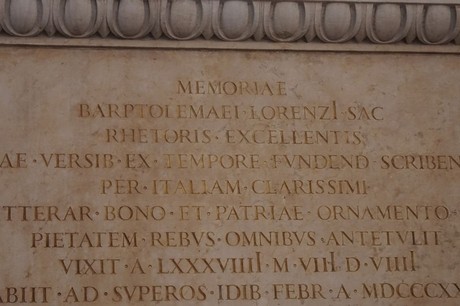 MEMORIAE
BARPTOLEMAEI · LORENZI · SAC
RHETORIS · EXCELLENTIS
AE · VERSIB · EX · TEMPORE · FVNDEND · SCRIBEN
PER · ITALIAM · CLARISSIMI
TTERAR · BONO · ET · PATRIAE · ORNAMENTO
PIETATEM · REBVS · OMNIBVS · ANTETVLIT
VIXIT · A · LXXXVIIII · M · VIII · D · VIIII
ABIIT · AD · SVPEROS · IDIB · FEBR · A · MDCCCXX